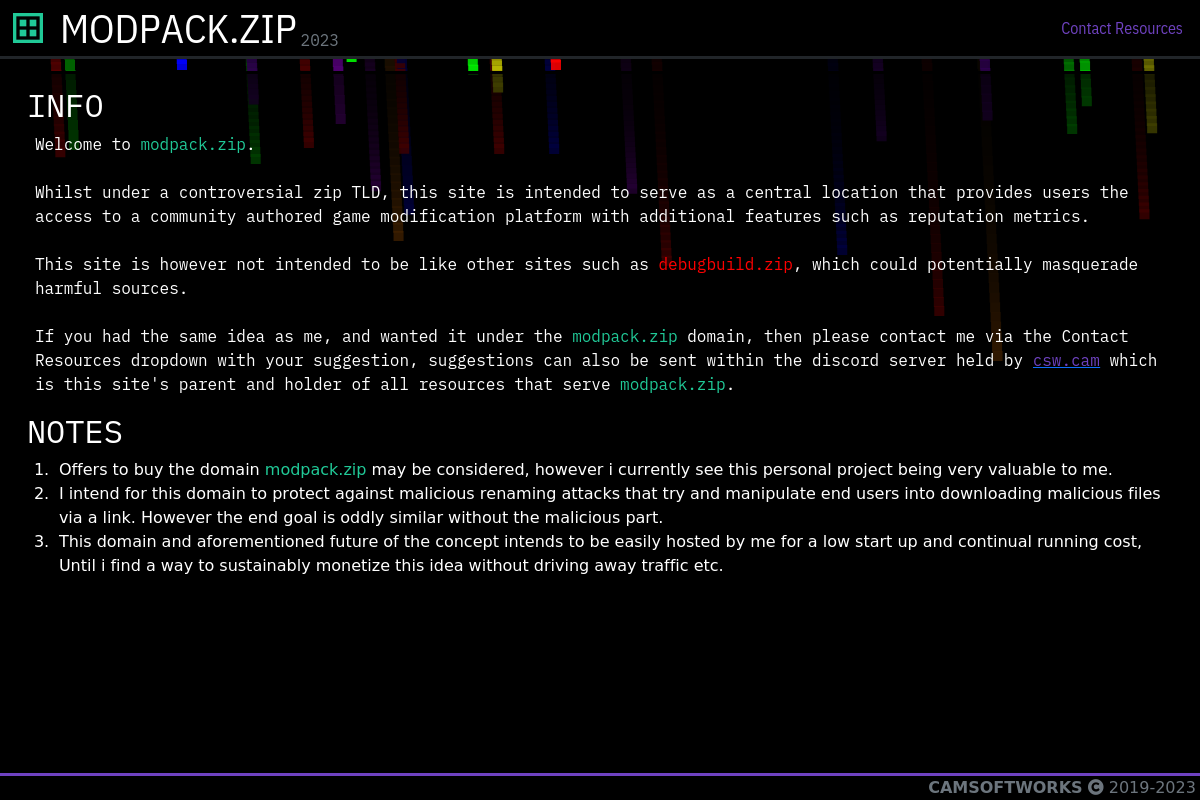 MODPACK.ZIP 2023
Contact Resources
INFO
Welcome to modpack.zip.
Whilst under a controversial zip TLD, this site is intended to serve as a central location that provides users the
access to a community authored game modification platform with additional features such as reputation metrics.
This site is however not intended to be like other sites such as debugbuild.zip, which could potentially masquerade
harmful sources.
If you had the same idea as me, and wanted it under the modpack.zip domain, then please contact me via the Contact
Resources dropdown with your suggestion, suggestions can also be sent within the discord server held by csw.cam which
is this site's parent and holder of all resources that serve modpack.zip.
NOTES
1. Offers to buy the domain modpack.zip may be considered, however i currently see this personal project being very valuable to me.
2. I intend for this domain to protect against malicious renaming attacks that try and manipulate end users into downloading malicious files
via a link. However the end goal is oddly similar without the malicious part.
3. This domain and aforementioned future of the concept intends to be easily hosted by me for a low start up and continual running cost,
Until i find a way to sustainably monetize this idea without driving away traffic etc.
CAMSOFTWORKS © 2019-2023